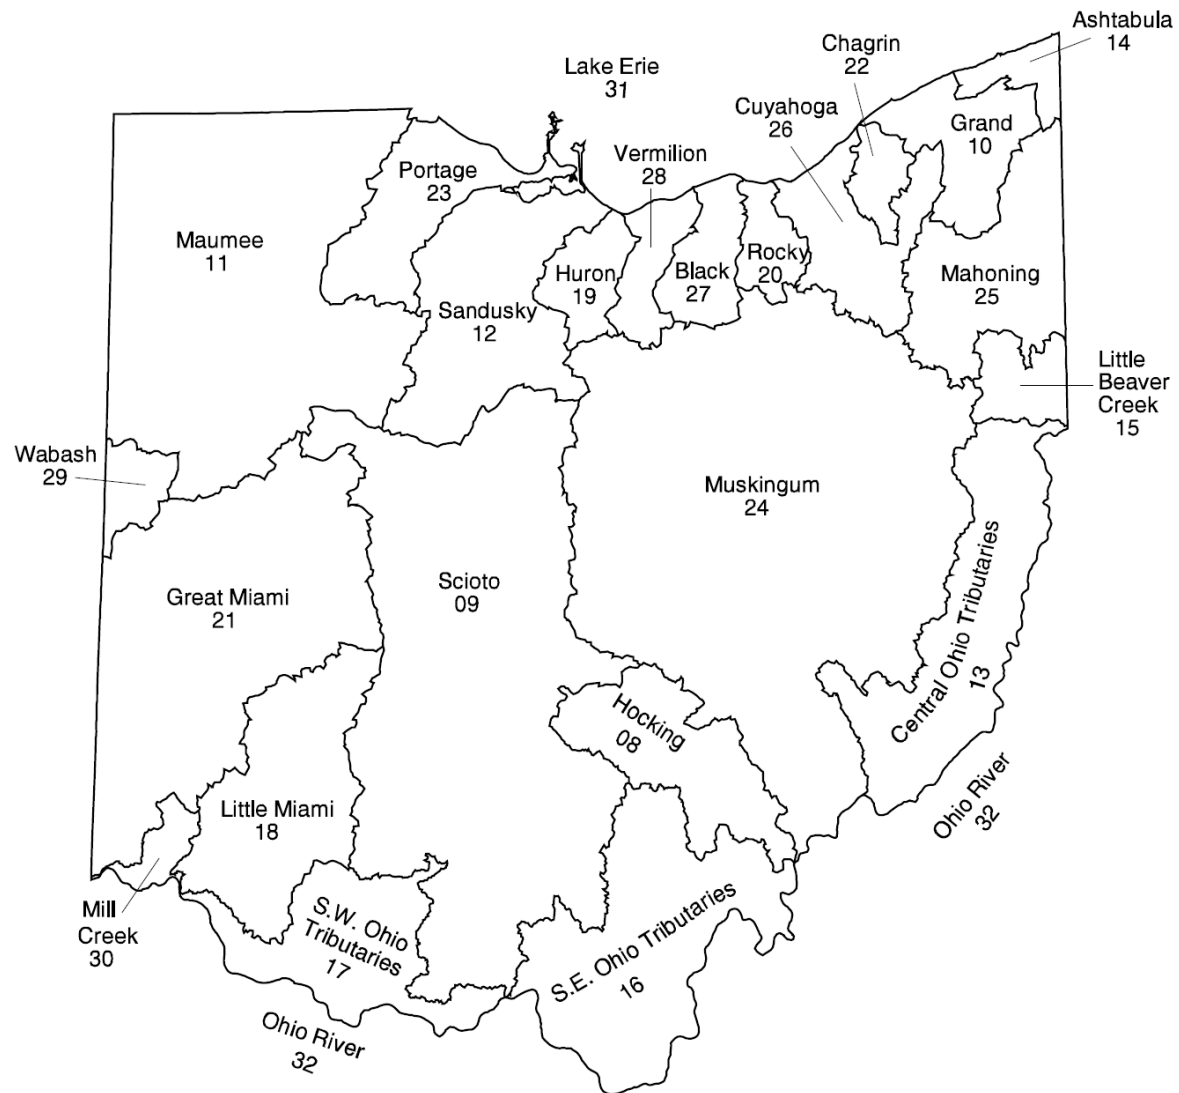 Ashtabula
14
Chagrin
22
Lake Erie
31
Cuyahoga
26
Grand
10
Vermilion
28
Portage
23
Maumee
11
Rocky
20
Huron
19
Black
27
Mahoning
25
Sandusky
12
Little
Beaver
Creek
15
Wabash
29
Muskingum
24
Scioto
09
Great Miami
21
Central Ohio Tributaries
13
Hocking
08
Little Miami
18
Ohio River
32
Mill
Creek
30
S.W. Ohio
Tributaries
17
S.E. Ohio Tributaries
16
Ohio River
32